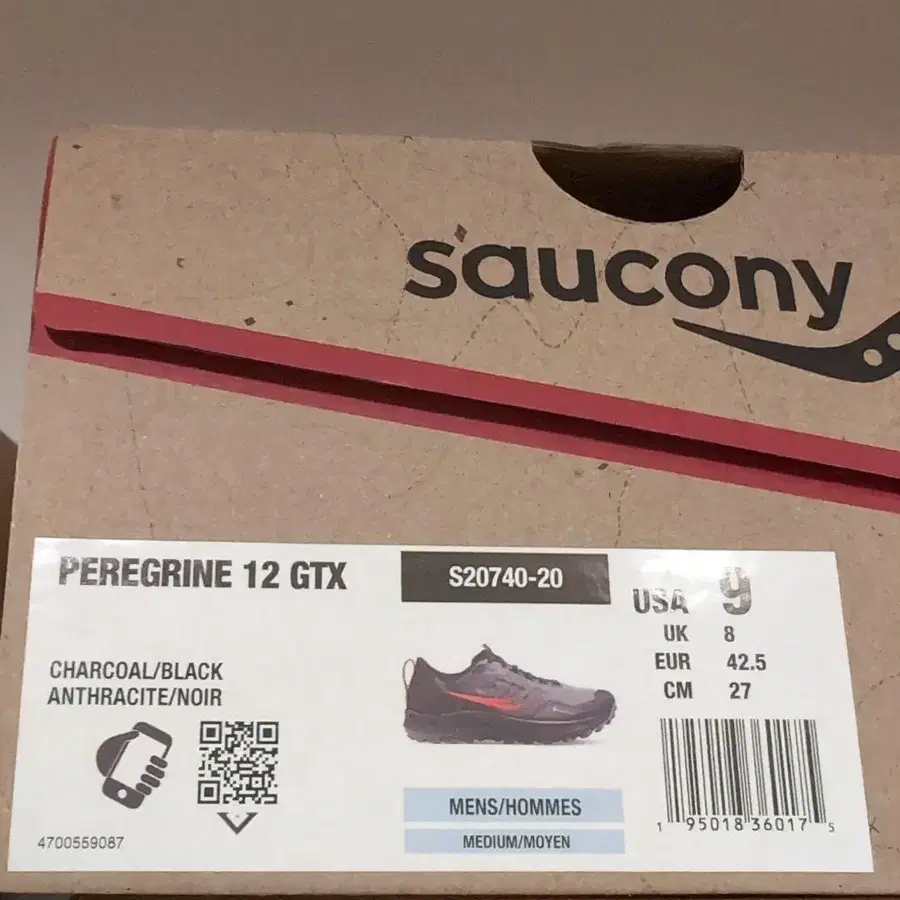 saucony
PEREGRINE 12 GTX
S20740-20
USA 9
UK 8
EUR 42.5
CM 27
CHARCOAL/BLACK
ANTHRACITE/NOIR
MENS/HOMMES
MEDIUM/MOYEN
4700559087
1 95018 36017 5